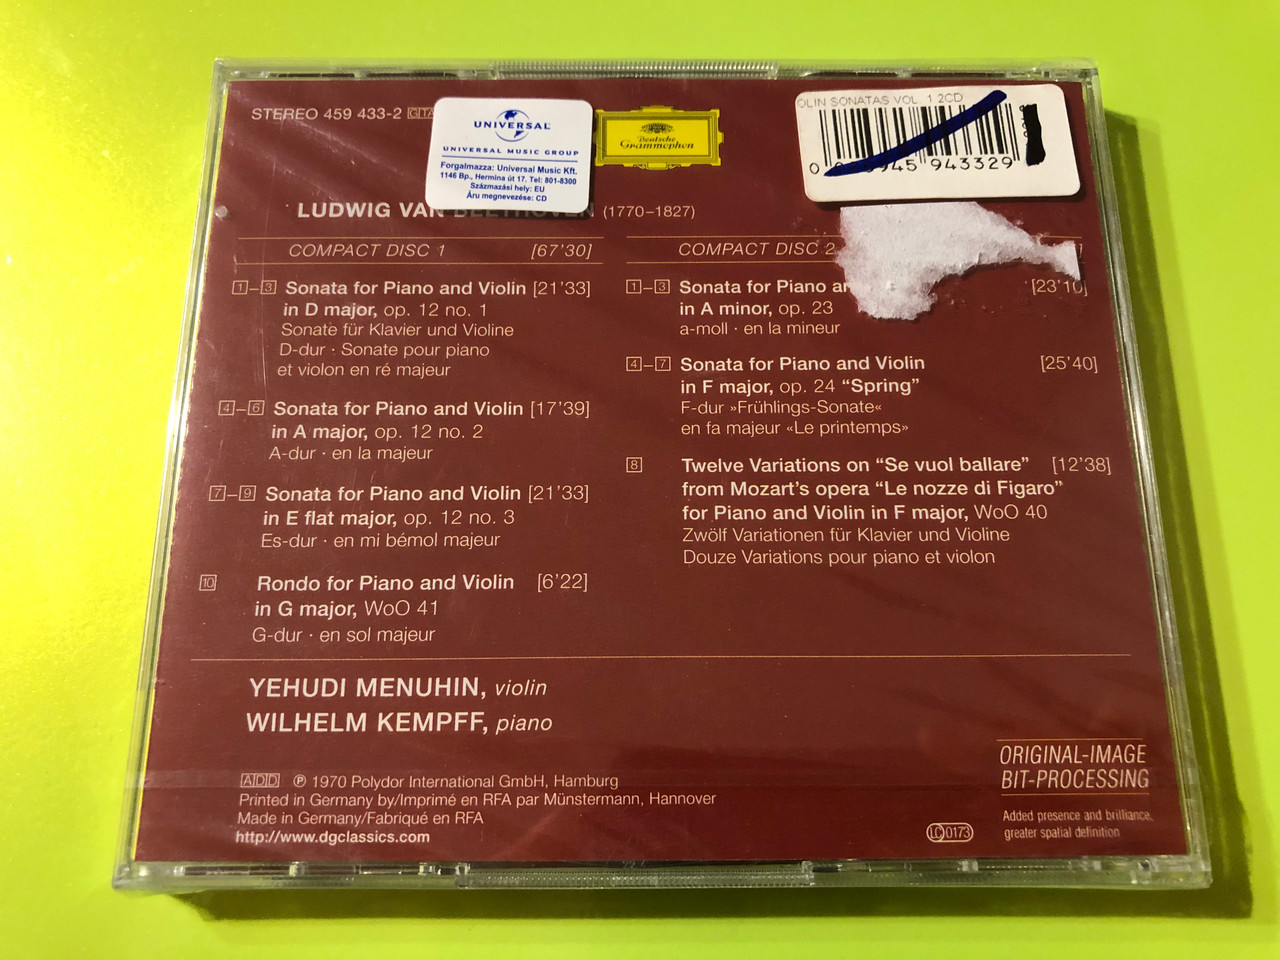 STEREO 459 433-2
UNIVERSAL
UNIVERSAL MUSIC GROUP
Forgalmazza: Universal Music Kft.
1146 Bp., Hermina út 17. Tel: 801-8300
Származási hely: EU
Áru megnevezése: CD
Deutsche
Grammophon
OLIN SONATAS VOL. 1 2CD
945 943329
LUDWIG VAN BEETHOVEN (1770–1827)
COMPACT DISC 1 [67'30]
1–3 Sonata for Piano and Violin [21'33]
in D major, op. 12 no. 1
Sonate für Klavier und Violine
D-dur · Sonate pour piano
et violon en ré majeur
4–6 Sonata for Piano and Violin [17'39]
in A major, op. 12 no. 2
A-dur · en la majeur
7–9 Sonata for Piano and Violin [21'33]
in E flat major, op. 12 no. 3
Es-dur · en mi bémol majeur
10 Rondo for Piano and Violin [6'22]
in G major, WoO 41
G-dur · en sol majeur
COMPACT DISC 2
1–3 Sonata for Piano [23'10]
in A minor, op. 23
a-moll · en la mineur
4–7 Sonata for Piano and Violin [25'40]
in F major, op. 24 “Spring”
F-dur »Frühlings-Sonate«
en fa majeur «Le printemps»
8 Twelve Variations on “Se vuol ballare” [12'38]
from Mozart's opera “Le nozze di Figaro”
for Piano and Violin in F major, WoO 40
Zwölf Variationen für Klavier und Violine
Douze Variations pour piano et violon
YEHUDI MENUHIN, violin
WILHELM KEMPFF, piano
ADD ℗ 1970 Polydor International GmbH, Hamburg
Printed in Germany by/Imprimé en RFA par Münstermann, Hannover
Made in Germany/Fabriqué en RFA
http://www.dgclassics.com
LC 0173
ORIGINAL-IMAGE
BIT-PROCESSING
Added presence and brilliance,
greater spatial definition